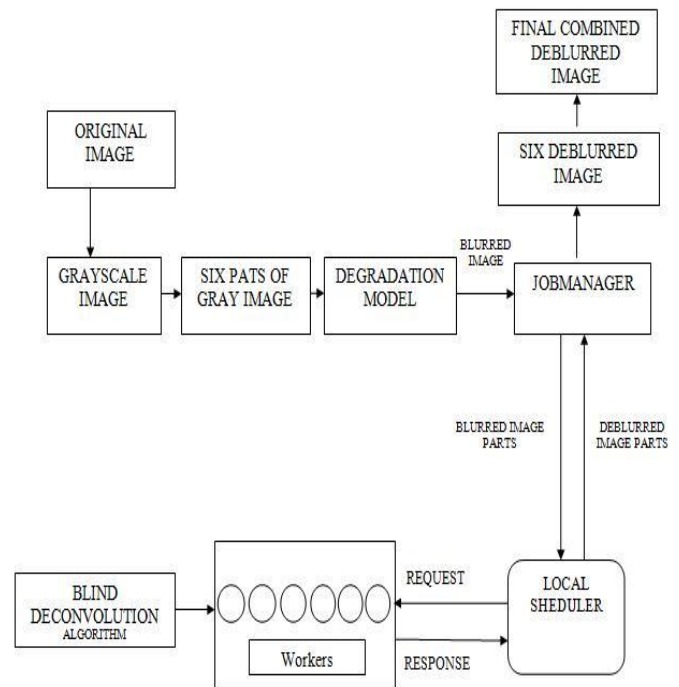 FINAL COMBINED
DEBLURRED
IMAGE
ORIGINAL
IMAGE
SIX DEBLURRED
IMAGE
GRAYSCALE
IMAGE
SIX PATS OF
GRAY IMAGE
DEGRADATION
MODEL
BLURRED
IMAGE
JOBMANAGER
BLURRED IMAGE
PARTS
DEBLURRED
IMAGE PARTS
BLIND
DECONVOLUTION
ALGORITHM
Workers
REQUEST
RESPONSE
LOCAL
SHEDULER